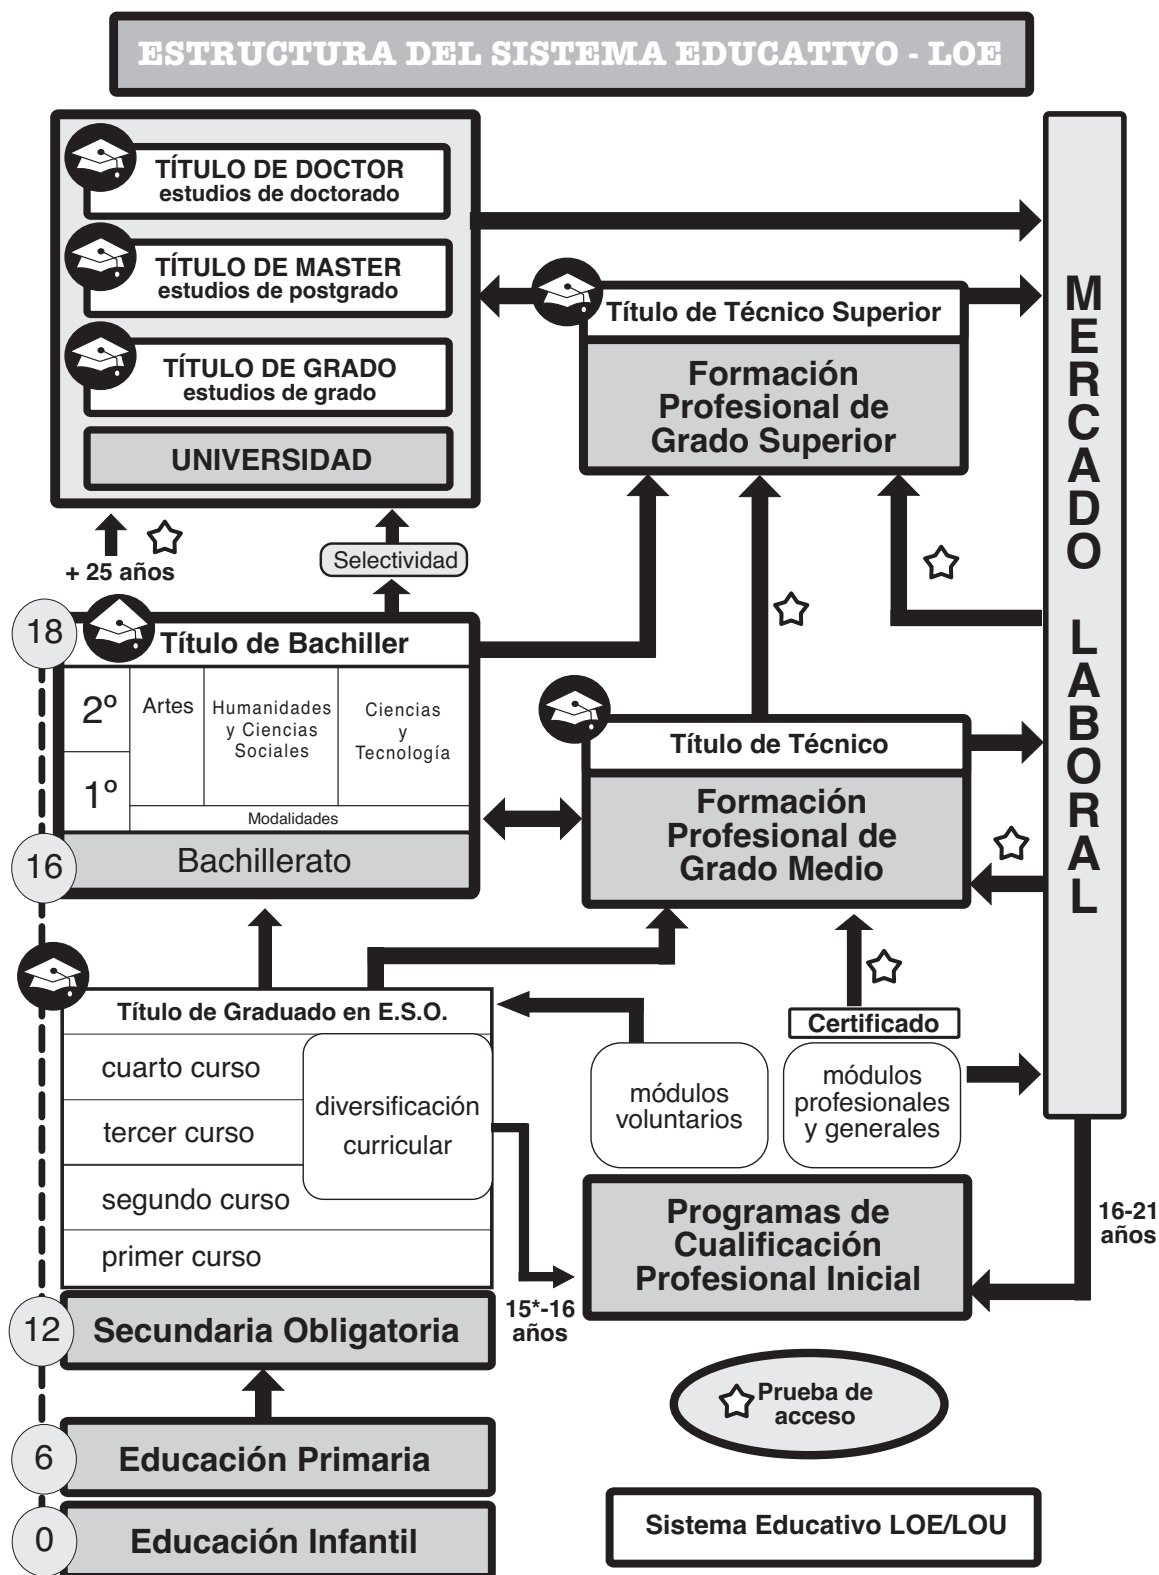 ESTRUCTURA DEL SISTEMA EDUCATIVO - LOE
TÍTULO DE DOCTOR
estudios de doctorado
TÍTULO DE MASTER
estudios de postgrado
TÍTULO DE GRADO
estudios de grado
UNIVERSIDAD
Título de Técnico Superior
Formación
Profesional de
Grado Superior
MERCADO LABORAL
+ 25 años
Selectividad
18
Título de Bachiller
2º
1º
Artes
Humanidades
y Ciencias
Sociales
Ciencias
y
Tecnología
Modalidades
16
Bachillerato
Título de Técnico
Formación
Profesional de
Grado Medio
Título de Graduado en E.S.O.
cuarto curso
tercer curso
segundo curso
primer curso
diversificación
curricular
módulos
voluntarios
Certificado
módulos
profesionales
y generales
Programas de
Cualificación
Profesional Inicial
16-21
años
15*-16
años
12
Secundaria Obligatoria
6
Educación Primaria
0
Educación Infantil
Prueba de
acceso
Sistema Educativo LOE/LOU